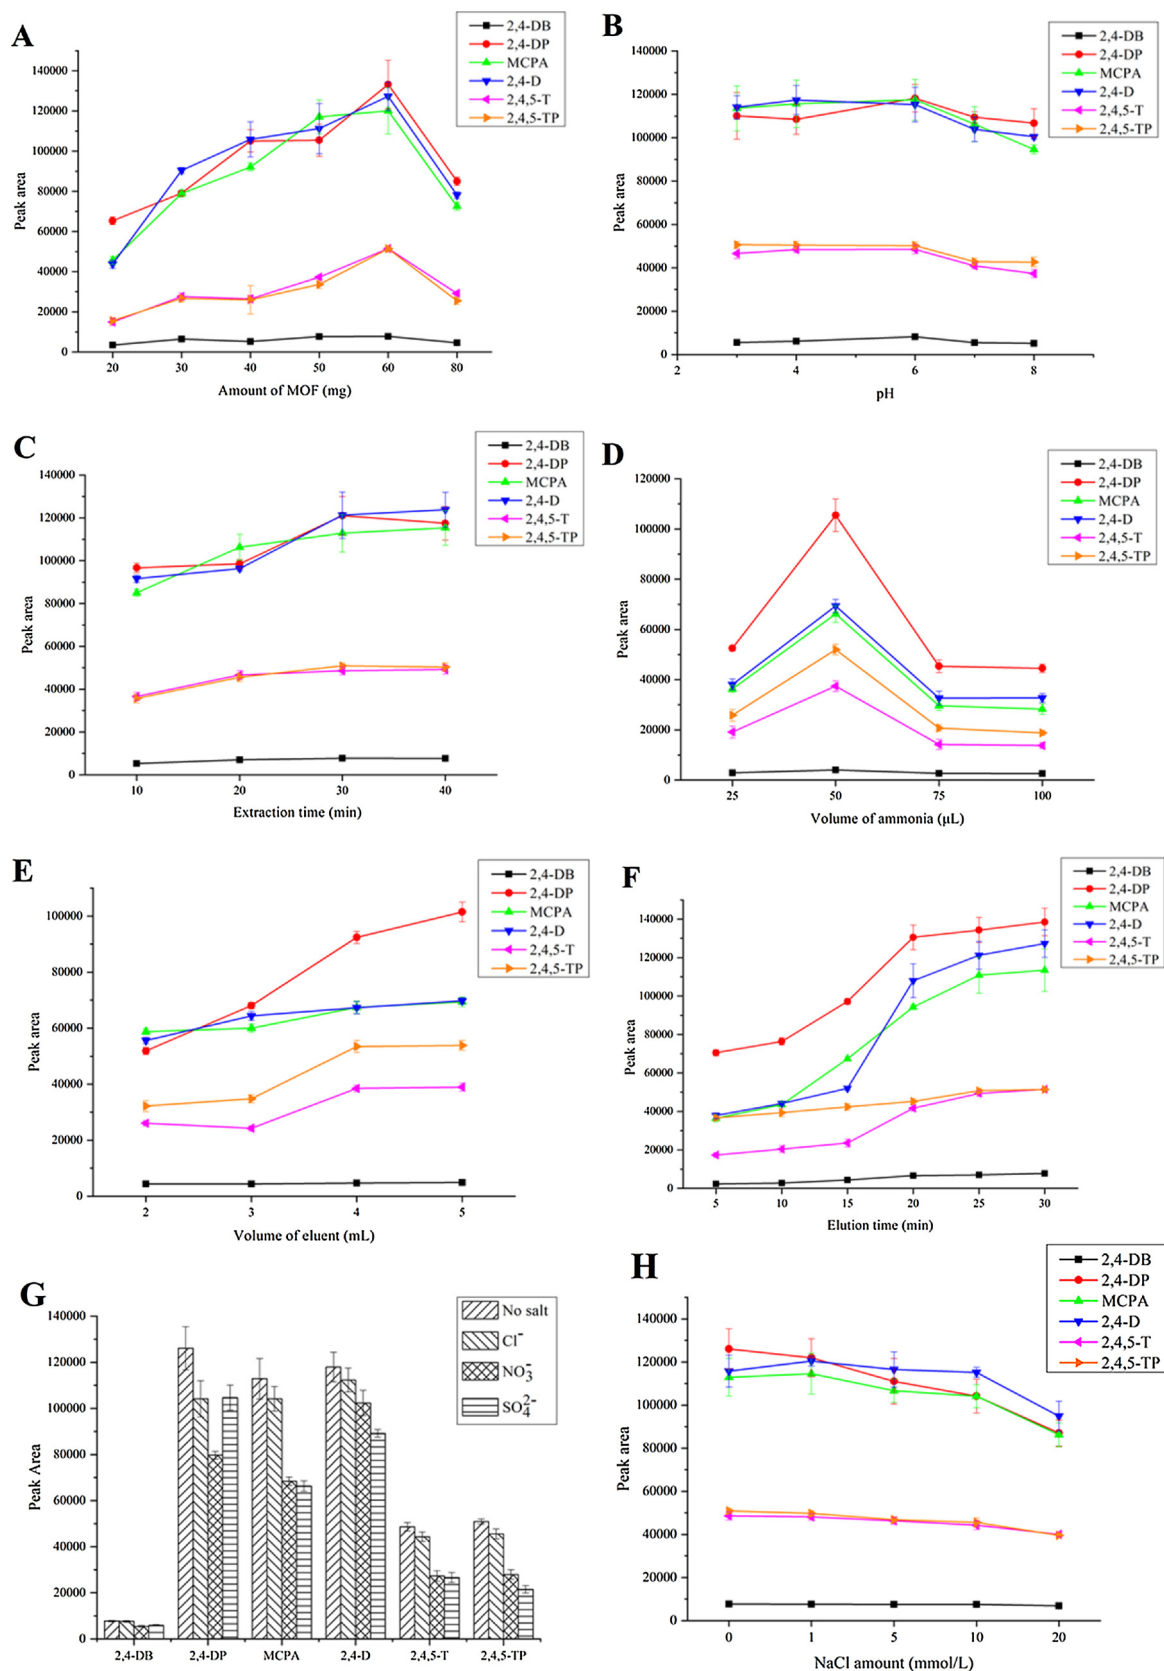 A
2,4-DB
2,4-DP
MCPA
2,4-D
2,4,5-T
2,4,5-TP
140000
120000
100000
80000
60000
40000
20000
0
Peak area
20 30 40 50 60 80
Amount of MOF (mg)
B
2,4-DB
2,4-DP
MCPA
2,4-D
2,4,5-T
2,4,5-TP
140000
120000
100000
80000
60000
40000
20000
0
Peak area
2 4 6 8
pH
C
2,4-DB
2,4-DP
MCPA
2,4-D
2,4,5-T
2,4,5-TP
140000
120000
100000
80000
60000
40000
20000
0
Peak area
10 20 30 40
Extraction time (min)
D
2,4-DB
2,4-DP
MCPA
2,4-D
2,4,5-T
2,4,5-TP
120000
100000
80000
60000
40000
20000
0
Peak area
25 50 75 100
Volume of ammonia (μL)
E
2,4-DB
2,4-DP
MCPA
2,4-D
2,4,5-T
2,4,5-TP
100000
80000
60000
40000
20000
0
Peak area
2 3 4 5
Volume of eluent (mL)
F
2,4-DB
2,4-DP
MCPA
2,4-D
2,4,5-T
2,4,5-TP
140000
120000
100000
80000
60000
40000
20000
0
Peak area
5 10 15 20 25 30
Elution time (min)
G
No salt
Cl⁻
NO₃⁻
SO₄²⁻
140000
120000
100000
80000
60000
40000
20000
0
Peak Area
2,4-DB 2,4-DP MCPA 2,4-D 2,4,5-T 2,4,5-TP
H
2,4-DB
2,4-DP
MCPA
2,4-D
2,4,5-T
2,4,5-TP
140000
120000
100000
80000
60000
40000
20000
0
Peak area
0 1 5 10 20
NaCl amount (mmol/L)